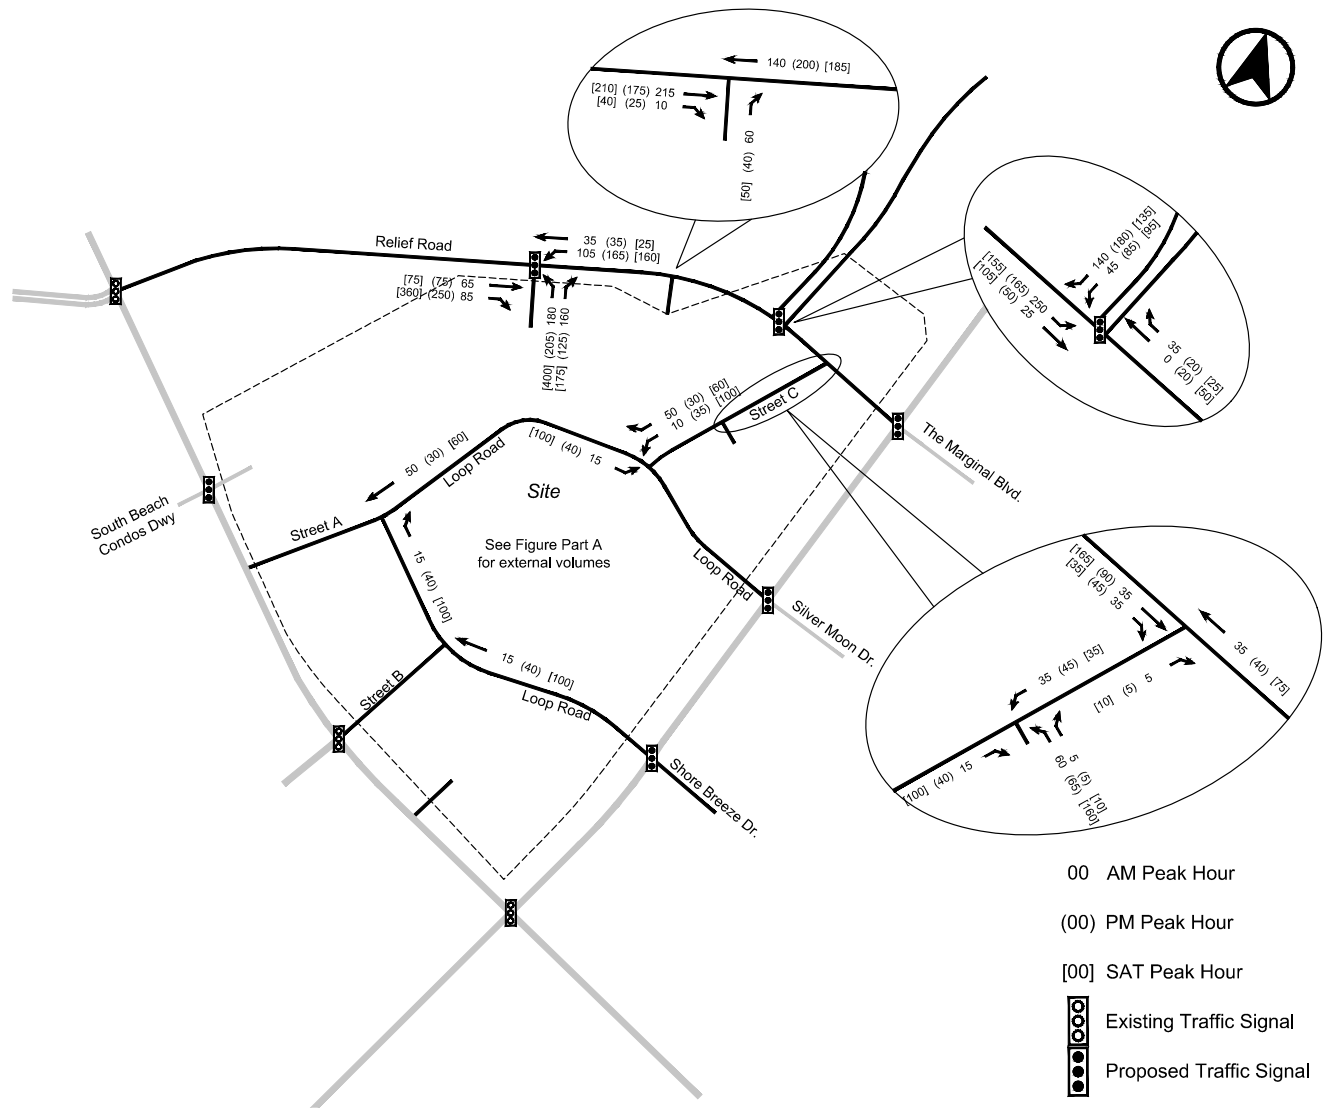 140 (200) [185]
[210] (175) 215
[40] (25) 10
[50] (40) 60
140 (180) [135]
45 (85) [95]
[155] (165) 250
[105] (50) 25
35 (20) [25]
0 (20) [50]
Relief Road
35 (35) [25]
105 (165) [160]
[75] (75) 65
[360] (250) 85
[400] (205) 180
[175] (125) 160
50 (30) [60]
10 (35) [100]
Street C
The Marginal Blvd.
50 (30) [60]
Loop Road
[100] (40) 15
Site
South Beach
Condos Dwy
Street A
See Figure Part A
for external volumes
15 (40) [100]
Loop Road
Silver Moon Dr.
15 (40) [100]
Street B
Loop Road
Shore Breeze Dr.
[165] (90) 35
[35] (45) 35
35 (40) [75]
35 (45) [35]
[10] (5) 5
[100] (40) 15
5 (5) [10]
60 (65) [160]
00 AM Peak Hour
(00) PM Peak Hour
[00] SAT Peak Hour
Existing Traffic Signal
Proposed Traffic Signal